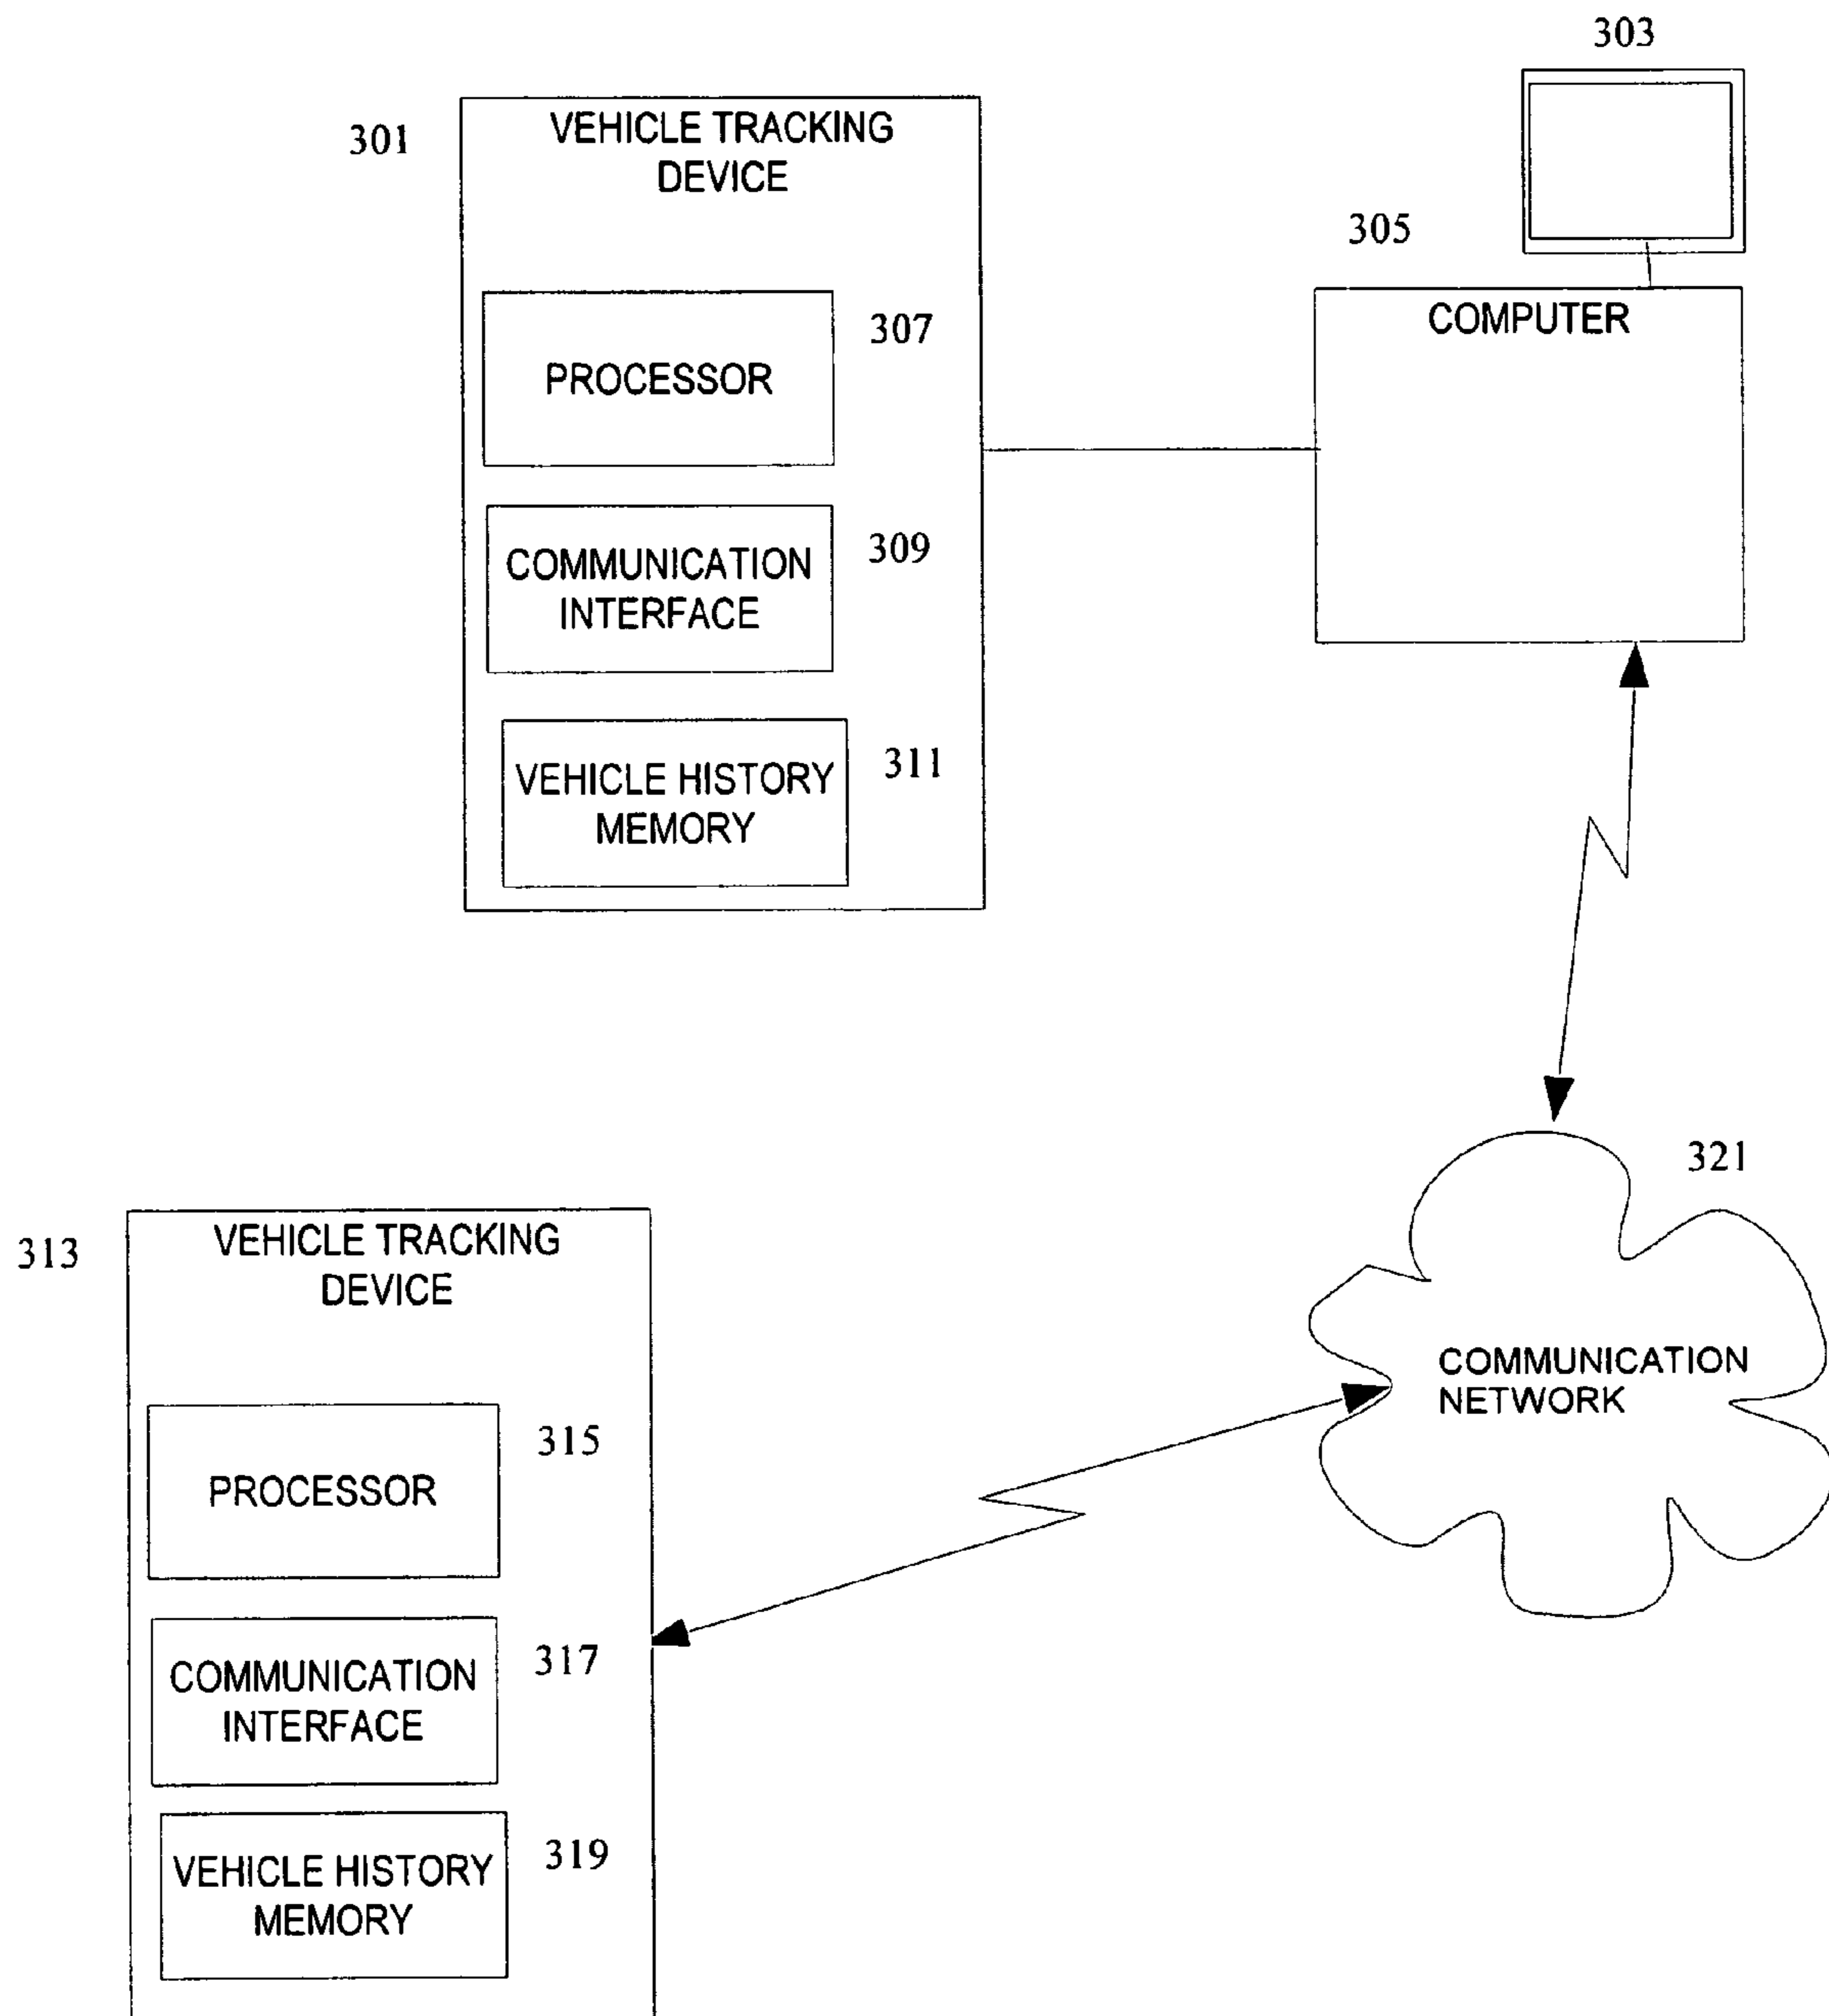 303
301
VEHICLE TRACKING
DEVICE
305
COMPUTER
307
PROCESSOR
309
COMMUNICATION
INTERFACE
311
VEHICLE HISTORY
MEMORY
321
COMMUNICATION
NETWORK
313
VEHICLE TRACKING
DEVICE
315
PROCESSOR
317
COMMUNICATION
INTERFACE
319
VEHICLE HISTORY
MEMORY